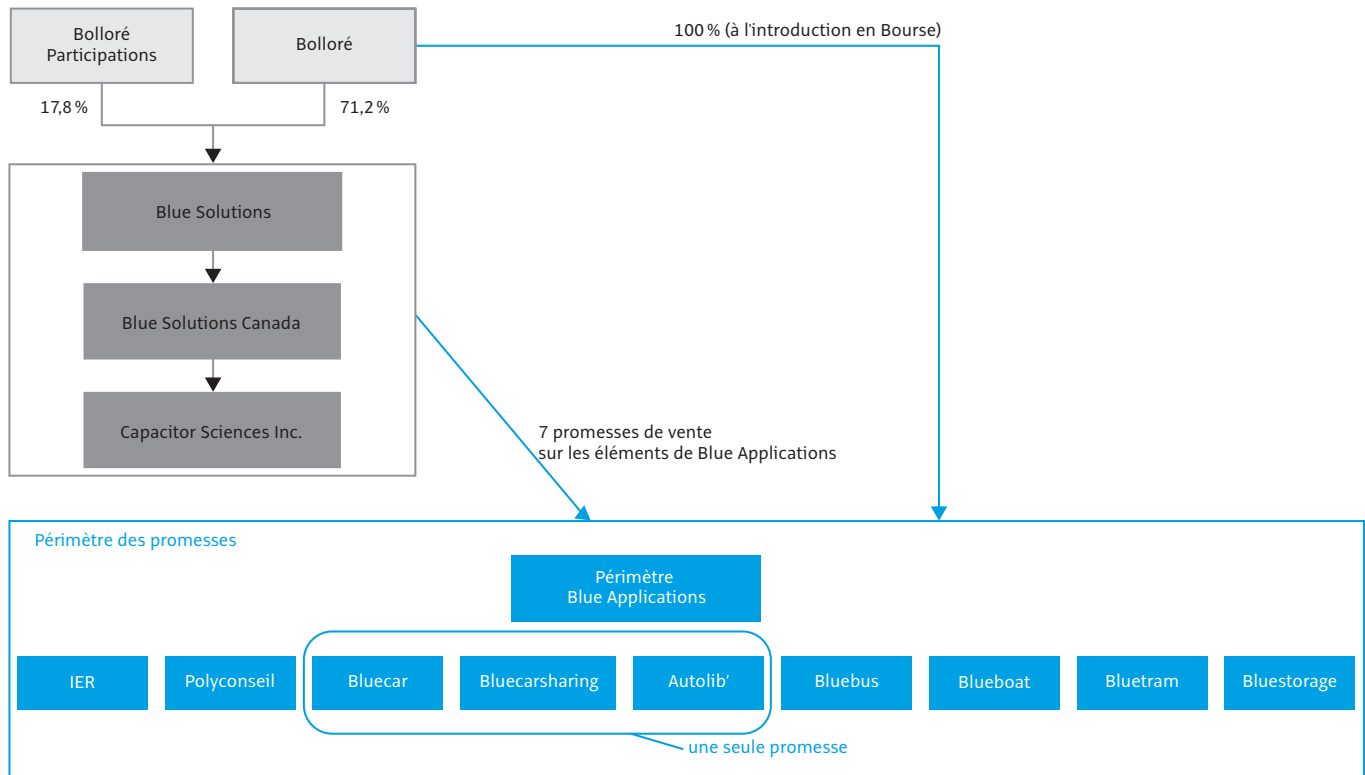 Bolloré
Participations
Bolloré
100 % (à l'introduction en Bourse)
17,8 %
71,2 %
Blue Solutions
Blue Solutions Canada
Capacitor Sciences Inc.
7 promesses de vente
sur les éléments de Blue Applications
Périmètre des promesses
Périmètre
Blue Applications
IER
Polyconseil
Bluecar
Bluecarsharing
Autolib’
Bluebus
Blueboat
Bluetram
Bluestorage
une seule promesse